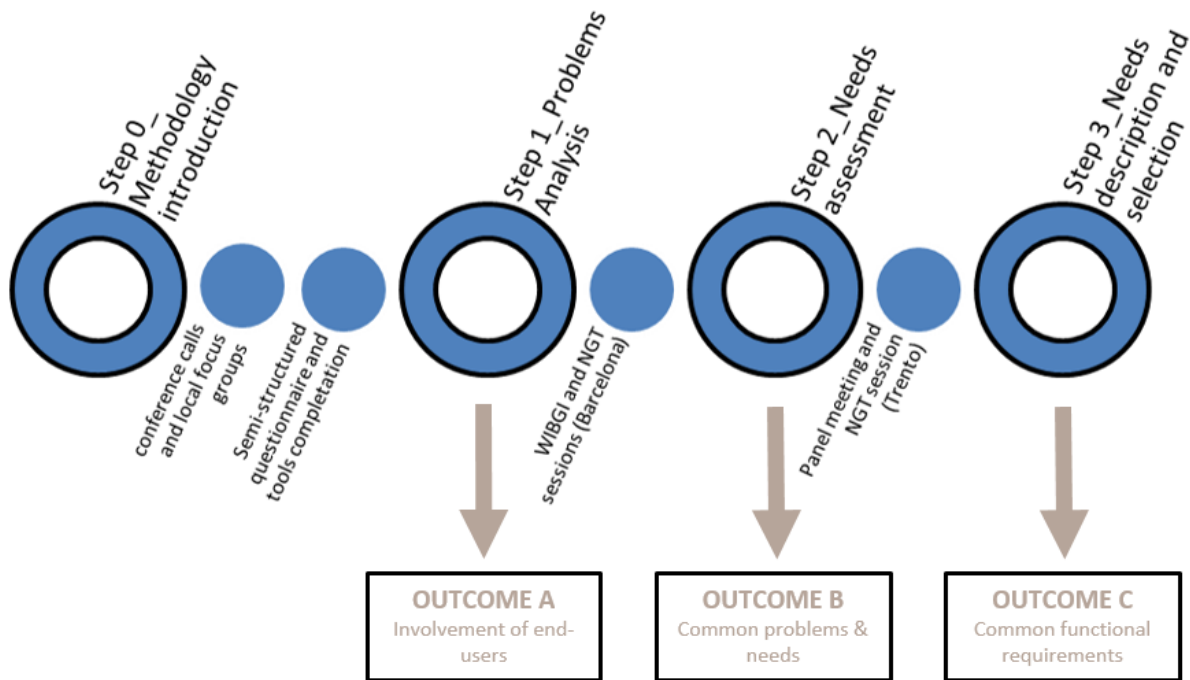 Step 0_
Methodology
introduction
conference calls
and local focus
groups
Semi-structured
questionnaire and
tools completation
Step 1_Problems
Analysis
WIBGI and NGT
sessions (Barcelona)
Step 2_Needs
assessment
Panel meeting and
NGT session
(Trento)
Step 3_Needs
description and
selection
OUTCOME A
Involvement of end-
users
OUTCOME B
Common problems &
needs
OUTCOME C
Common functional
requirements